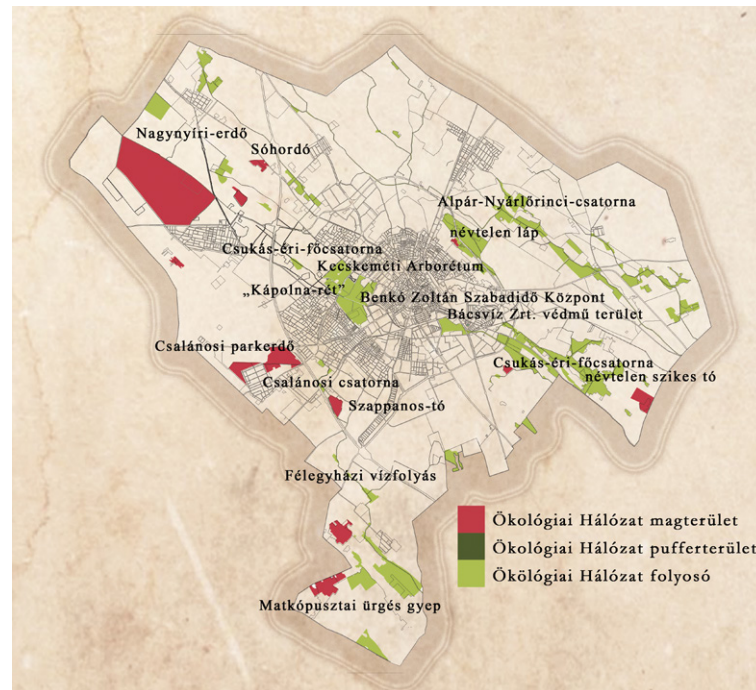 Nagynyíri-erdő
Sóhordó
Alpár-Nyárlőrinci-csatorna
névtelen láp
Csukás-éri-főcsatorna
Kecskeméti Arborétum
„Kápolna-rét”
Benkó Zoltán Szabadidő Központ
Bácsvíz Zrt. védmű terület
Csalánosi parkerdő
Csukás-éri-főcsatorna
névtelen szikes tó
Csalánosi csatorna
Szappanos-tó
Félegyházi vízfolyás
Ökológiai Hálózat magterület
Ökológiai Hálózat pufferterület
Ökölógiai Hálózat folyosó
Matkópusztai ürgés gyep